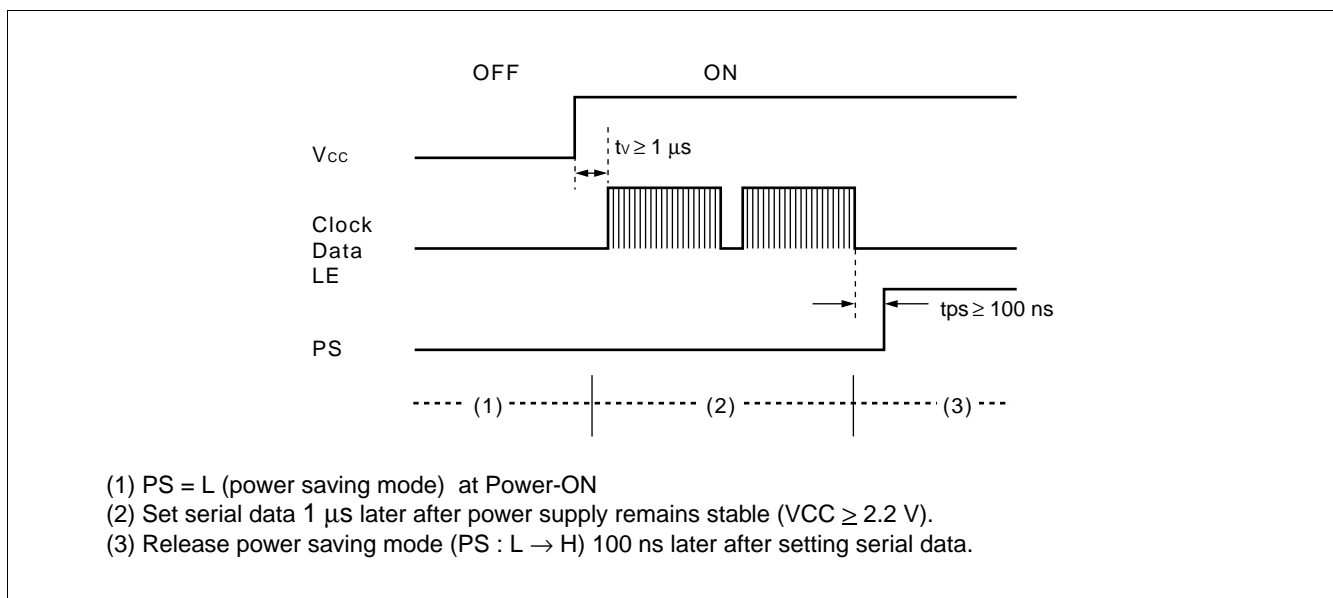 OFF ON
Vcc
tv ≥ 1 μs
Clock
Data
LE
tps ≥ 100 ns
PS
(1) (2) (3)
(1) PS = L (power saving mode) at Power-ON
(2) Set serial data 1 μs later after power supply remains stable (VCC ≥ 2.2 V).
(3) Release power saving mode (PS : L → H) 100 ns later after setting serial data.